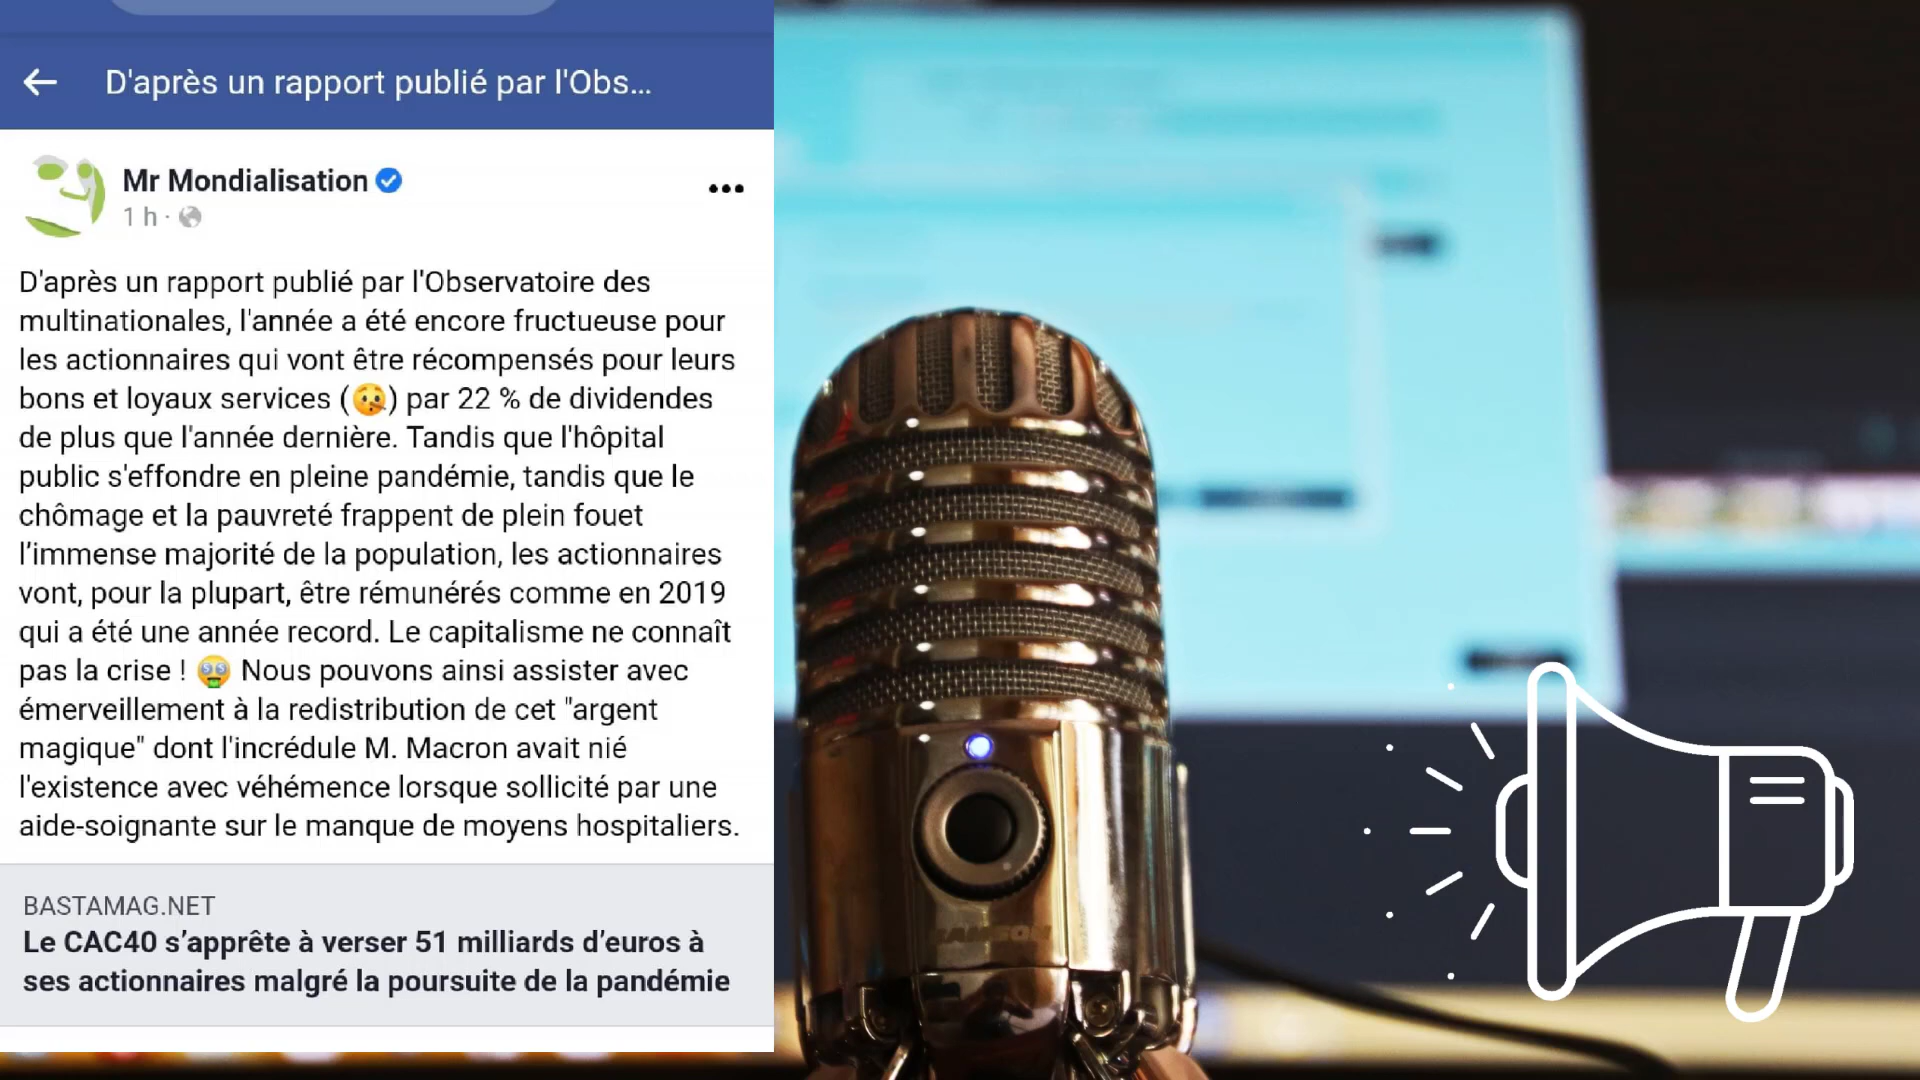 D'après un rapport publié par l'Obs...
Mr Mondialisation
1 h ·
D'après un rapport publié par l'Observatoire des
multinationales, l'année a été encore fructueuse pour
les actionnaires qui vont être récompensés pour leurs
bons et loyaux services (🤥) par 22 % de dividendes
de plus que l'année dernière. Tandis que l'hôpital
public s'effondre en pleine pandémie, tandis que le
chômage et la pauvreté frappent de plein fouet
l’immense majorité de la population, les actionnaires
vont, pour la plupart, être rémunérés comme en 2019
qui a été une année record. Le capitalisme ne connaît
pas la crise ! 🤑 Nous pouvons ainsi assister avec
émerveillement à la redistribution de cet "argent
magique" dont l'incrédule M. Macron avait nié
l'existence avec véhémence lorsque sollicité par une
aide-soignante sur le manque de moyens hospitaliers.
BASTAMAG.NET
Le CAC40 s’apprête à verser 51 milliards d’euros à
ses actionnaires malgré la poursuite de la pandémie
SAMSON